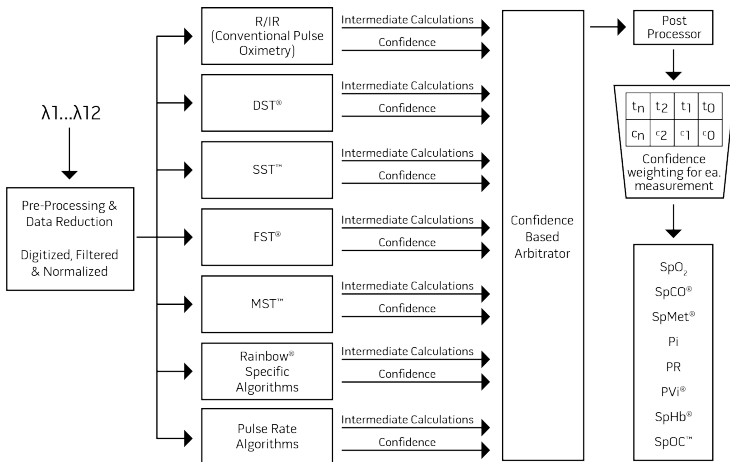 λ1...λ12
Pre-Processing &
Data Reduction
Digitized, Filtered
& Normalized
R/IR
(Conventional Pulse
Oximetry)
Intermediate Calculations
Confidence
DST®
Intermediate Calculations
Confidence
SST™
Intermediate Calculations
Confidence
FST®
Intermediate Calculations
Confidence
MST™
Intermediate Calculations
Confidence
Rainbow®
Specific
Algorithms
Intermediate Calculations
Confidence
Pulse Rate
Algorithms
Intermediate Calculations
Confidence
Confidence
Based
Arbitrator
Post
Processor
tn t2 t1 t0
cn c2 c1 c0
Confidence
weighting for ea.
measurement
SpO₂
SpCO®
SpMet®
Pi
PR
PVi®
SpHb®
SpOC™